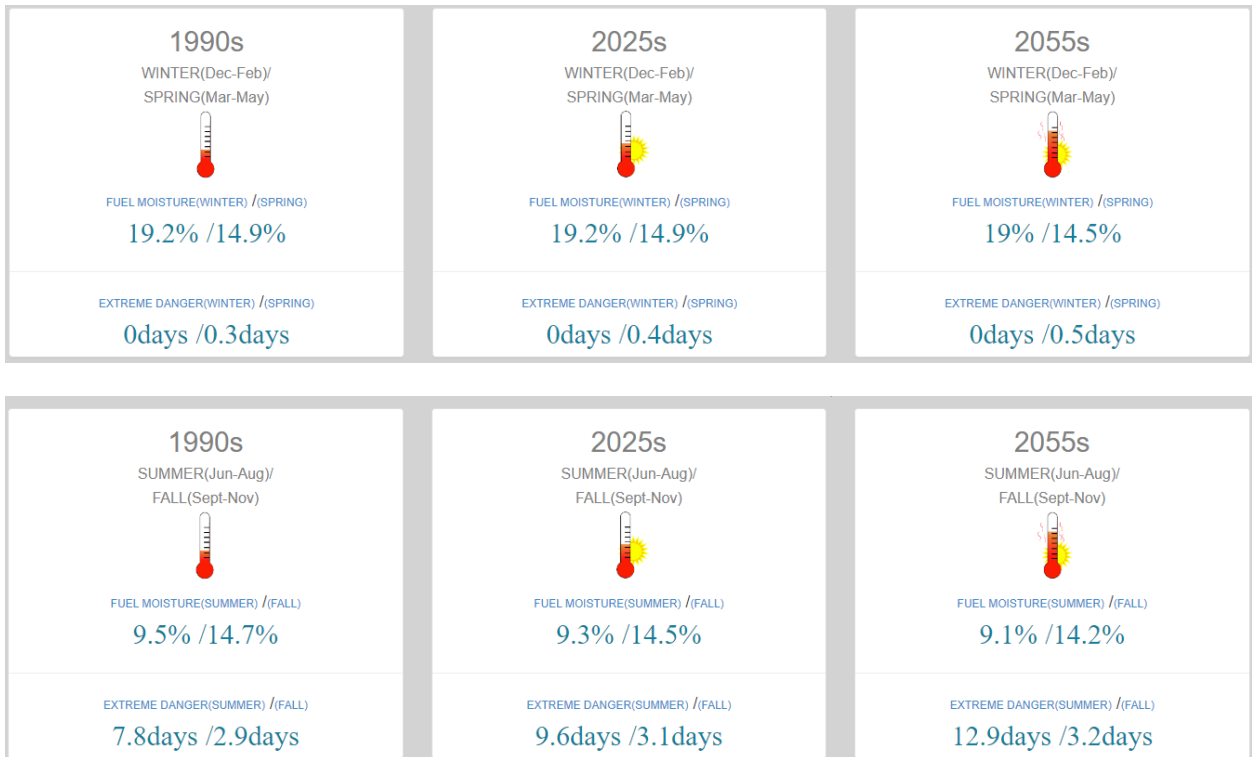 1990s
WINTER(Dec-Feb)/
SPRING(Mar-May)
FUEL MOISTURE(WINTER) /(SPRING)
19.2% /14.9%
EXTREME DANGER(WINTER) /(SPRING)
0days /0.3days
2025s
WINTER(Dec-Feb)/
SPRING(Mar-May)
FUEL MOISTURE(WINTER) /(SPRING)
19.2% /14.9%
EXTREME DANGER(WINTER) /(SPRING)
0days /0.4days
2055s
WINTER(Dec-Feb)/
SPRING(Mar-May)
FUEL MOISTURE(WINTER) /(SPRING)
19% /14.5%
EXTREME DANGER(WINTER) /(SPRING)
0days /0.5days
1990s
SUMMER(Jun-Aug)/
FALL(Sept-Nov)
FUEL MOISTURE(SUMMER) /(FALL)
9.5% /14.7%
EXTREME DANGER(SUMMER) /(FALL)
7.8days /2.9days
2025s
SUMMER(Jun-Aug)/
FALL(Sept-Nov)
FUEL MOISTURE(SUMMER) /(FALL)
9.3% /14.5%
EXTREME DANGER(SUMMER) /(FALL)
9.6days /3.1days
2055s
SUMMER(Jun-Aug)/
FALL(Sept-Nov)
FUEL MOISTURE(SUMMER) /(FALL)
9.1% /14.2%
EXTREME DANGER(SUMMER) /(FALL)
12.9days /3.2days